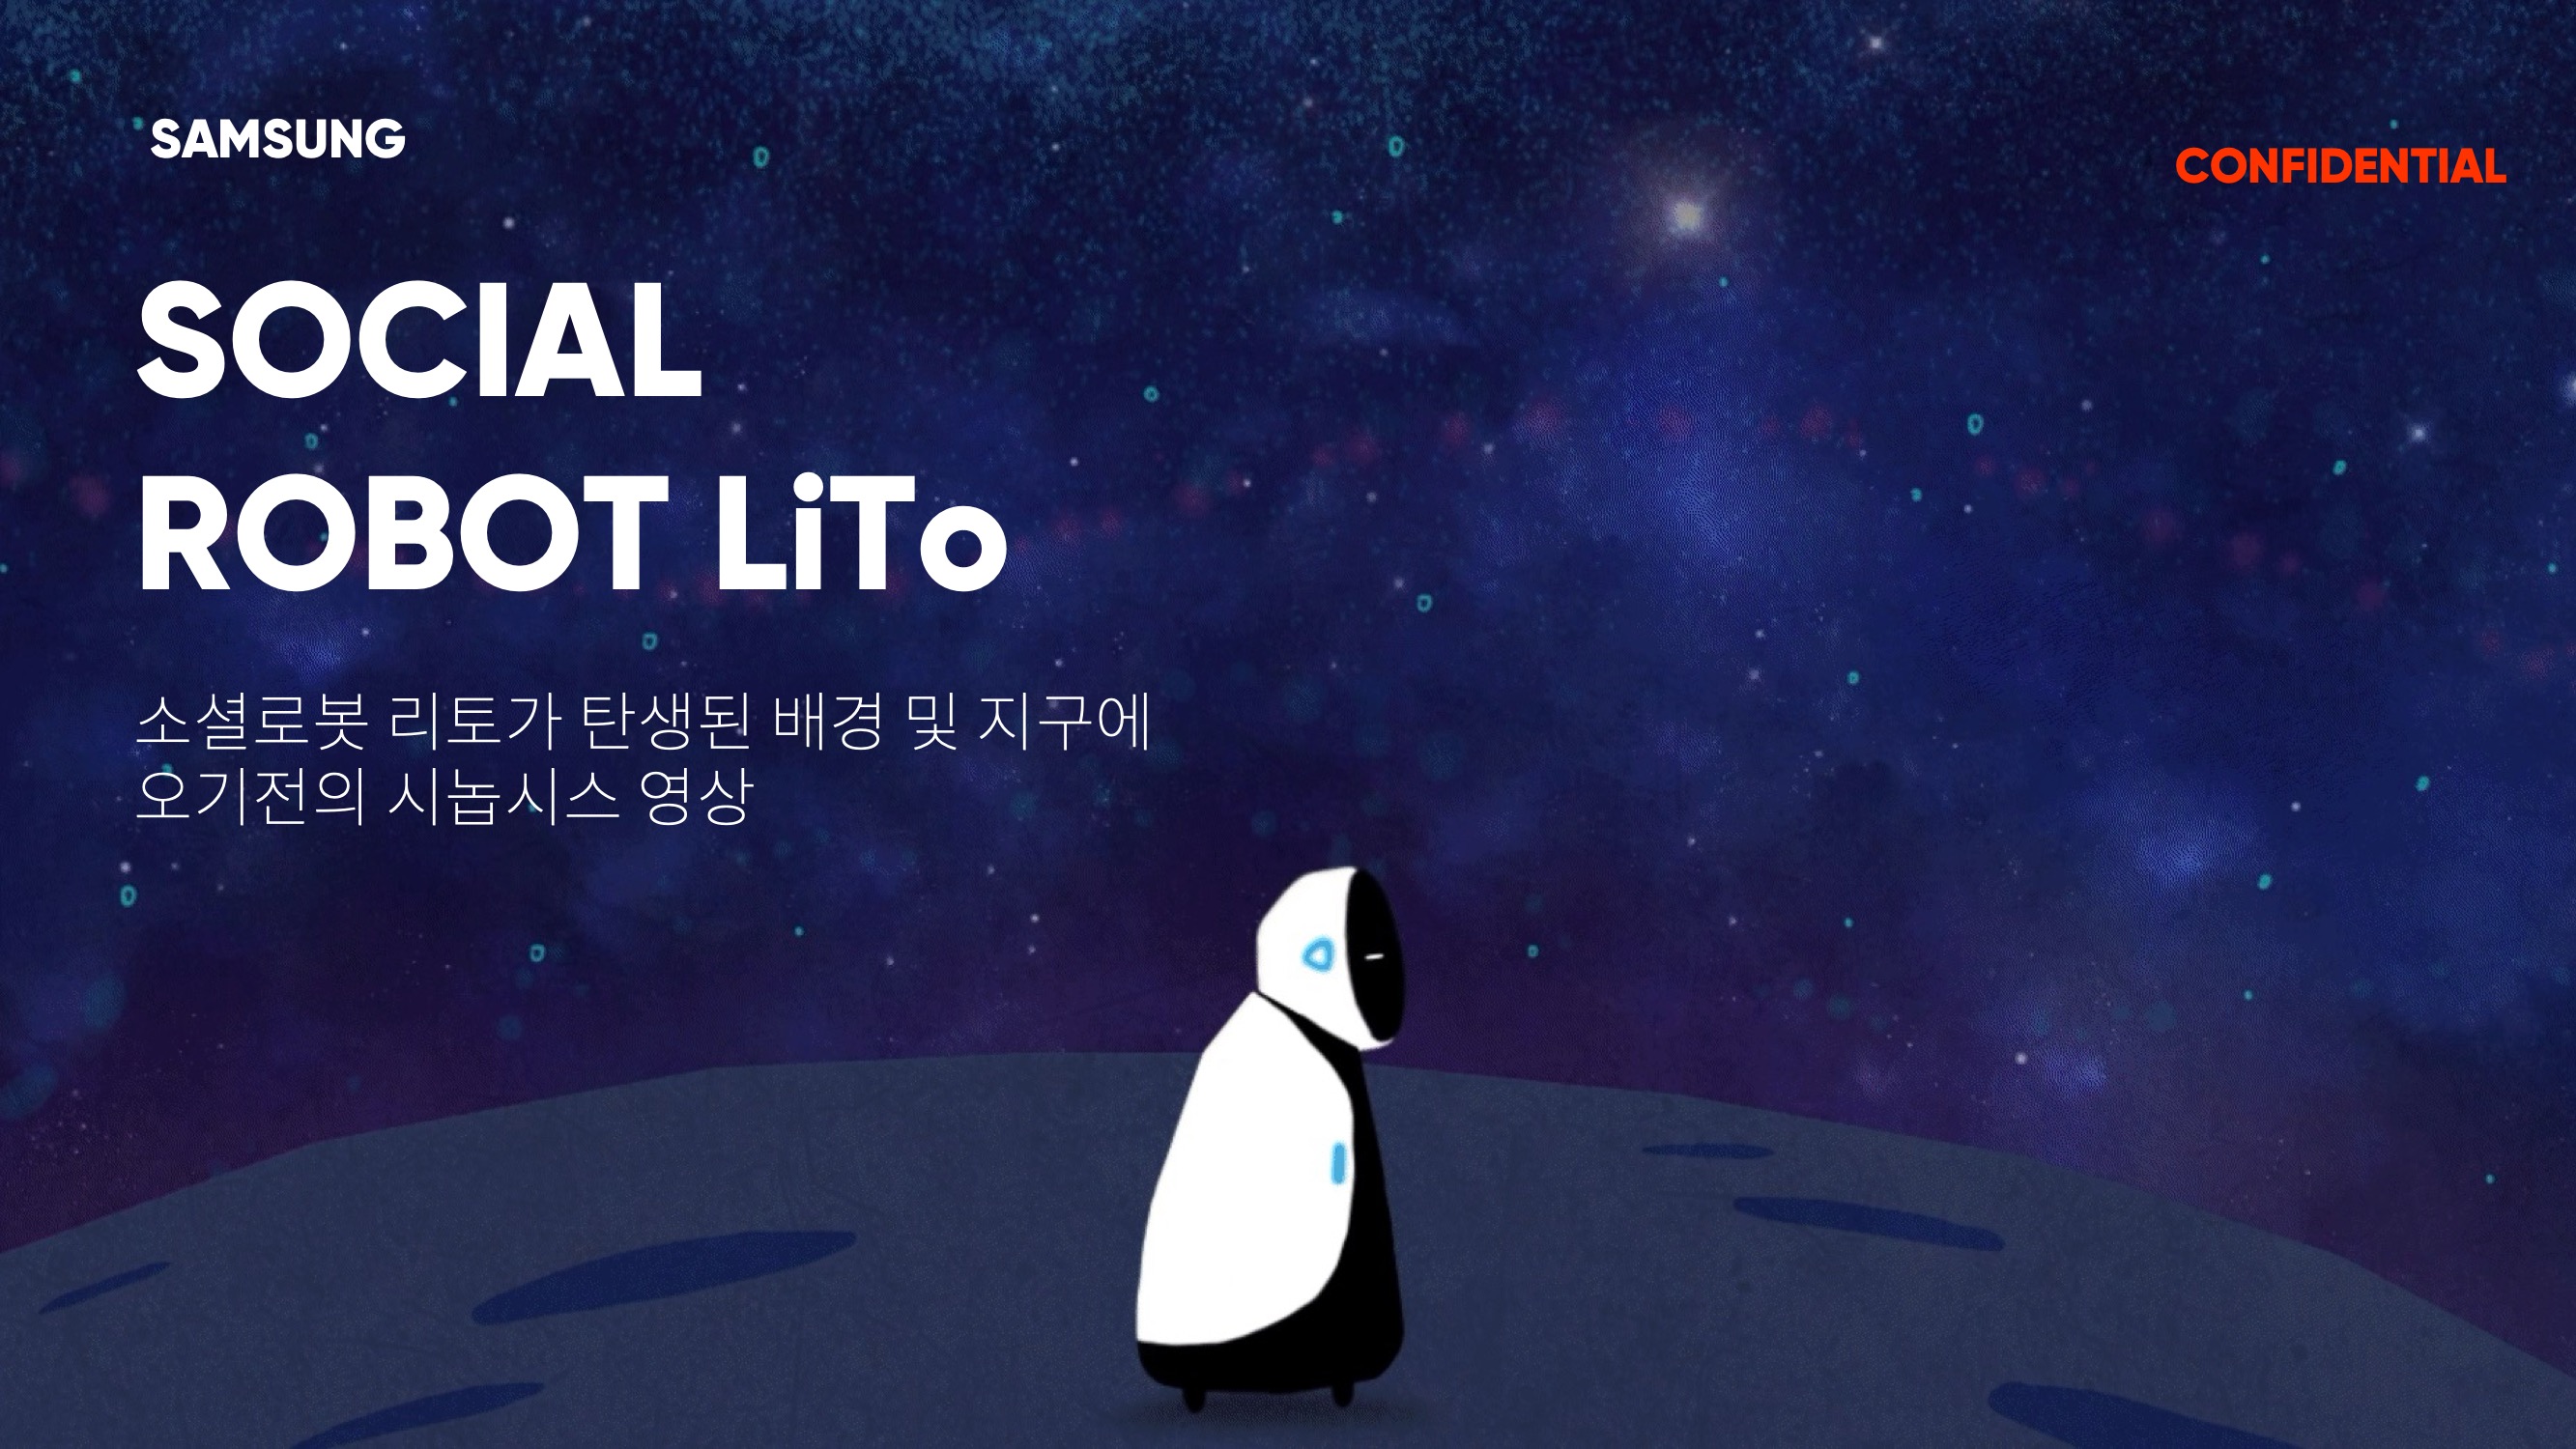 SAMSUNG
CONFIDENTIAL
SOCIAL
ROBOT LiTo
소셜로봇 리토가 탄생된 배경 및 지구에
오기전의 시놉시스 영상